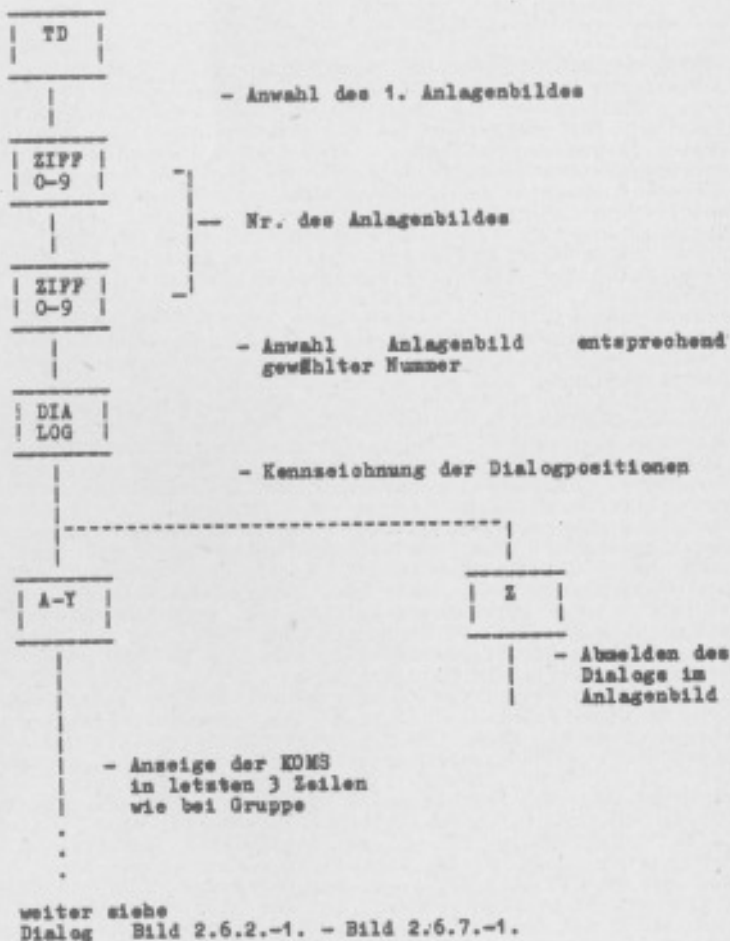 TD
- Anwahl des 1. Anlagenbildes
ZIFF
0-9
Nr. des Anlagenbildes
ZIFF
0-9
- Anwahl Anlagenbild entsprechend
gewählter Nummer
DIA
LOG
- Kennzeichnung der Dialogpositionen
A-Y
Z
- Abmelden des
Dialogs im
Anlagenbild
- Anzeige der KOMS
in letzten 3 Zeilen
wie bei Gruppe
weiter siehe
Dialog Bild 2.6.2.-1. - Bild 2.6.7.-1.